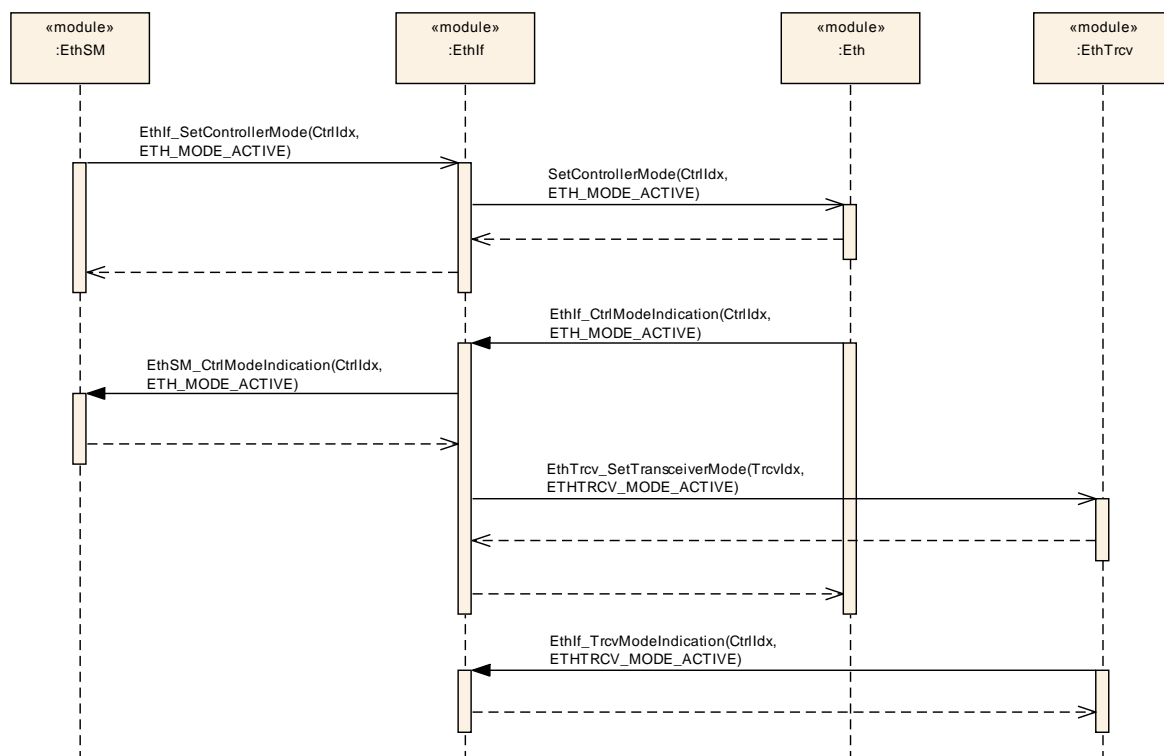 «module»
:EthSM
«module»
:EthIf
«module»
:Eth
«module»
:EthTrcv
EthIf_SetControllerMode(CtrlIdx,
ETH_MODE_ACTIVE)
SetControllerMode(CtrlIdx,
ETH_MODE_ACTIVE)
EthIf_CtrlModeIndication(CtrlIdx,
ETH_MODE_ACTIVE)
EthSM_CtrlModeIndication(CtrlIdx,
ETH_MODE_ACTIVE)
EthTrcv_SetTransceiverMode(TrcvIdx,
ETHTRCV_MODE_ACTIVE)
EthIf_TrcvModeIndication(CtrlIdx,
ETHTRCV_MODE_ACTIVE)